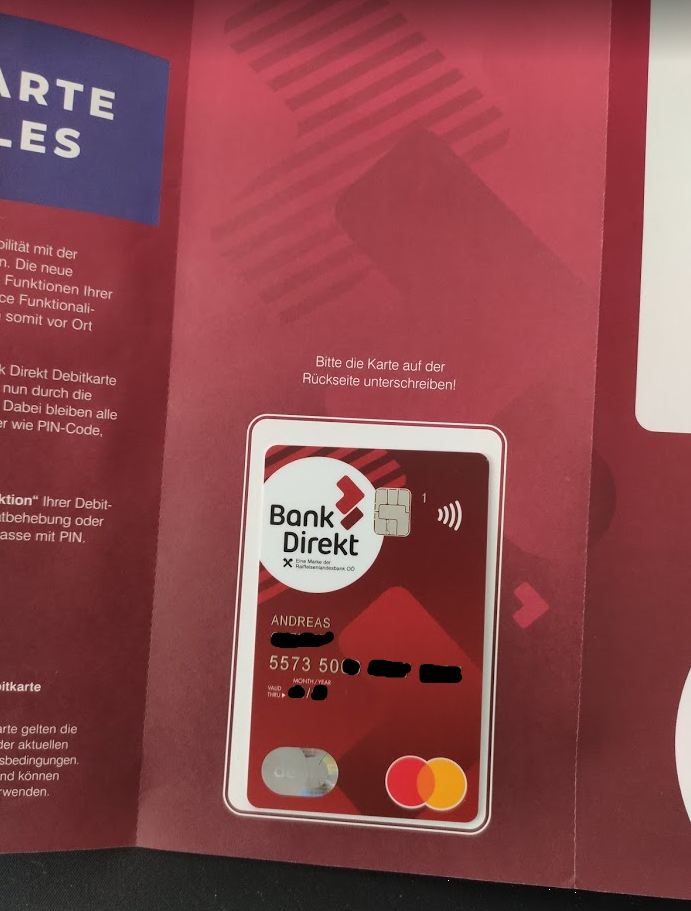 ARTE
LES
bilität mit der
n. Die neue
Funktionen Ihrer
ce Funktionali-
somit vor Ort
k Direkt Debitkarte
nun durch die
Dabei bleiben alle
er wie PIN-Code,
ktion“ Ihrer Debit-
tbehebung oder
asse mit PIN.
bitkarte
arte gelten die
der aktuellen
sbedingungen.
nd können
rwenden.
Bitte die Karte auf der
Rückseite unterschreiben!
Bank
Direkt
Eine Marke der
Raiffeisenlandesbank OÖ
1
ANDREAS
5573 50
MONTH/YEAR
VALID
THRU
/